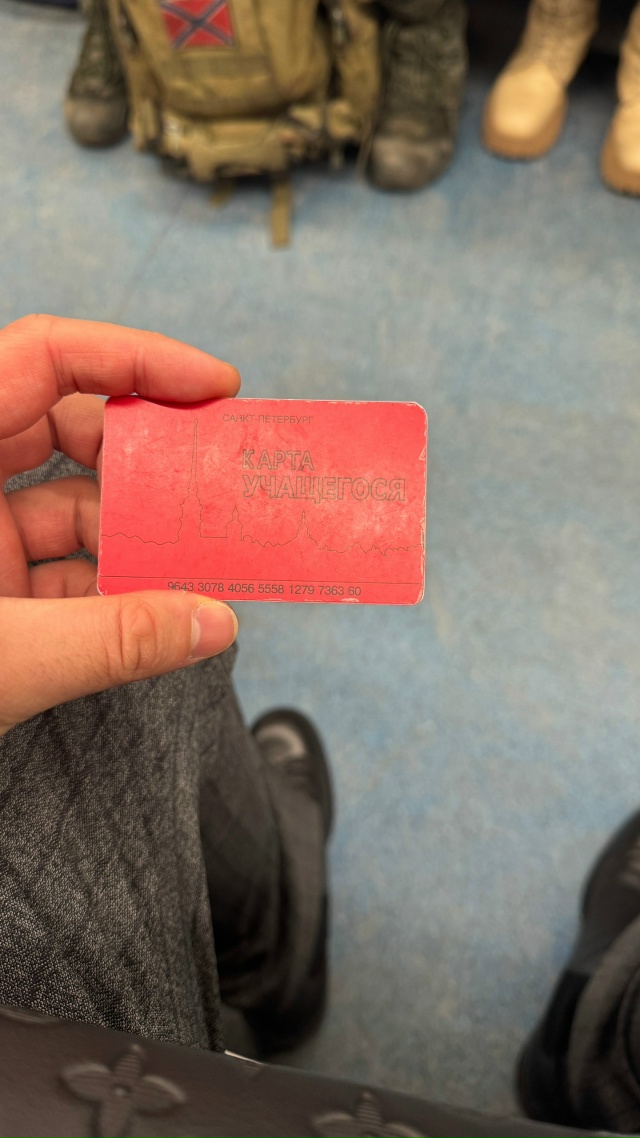 САНКТ-ПЕТЕРБУРГ
КАРТА
УЧАЩЕГОСЯ
9643 3078 4056 5558 1279 7363 60